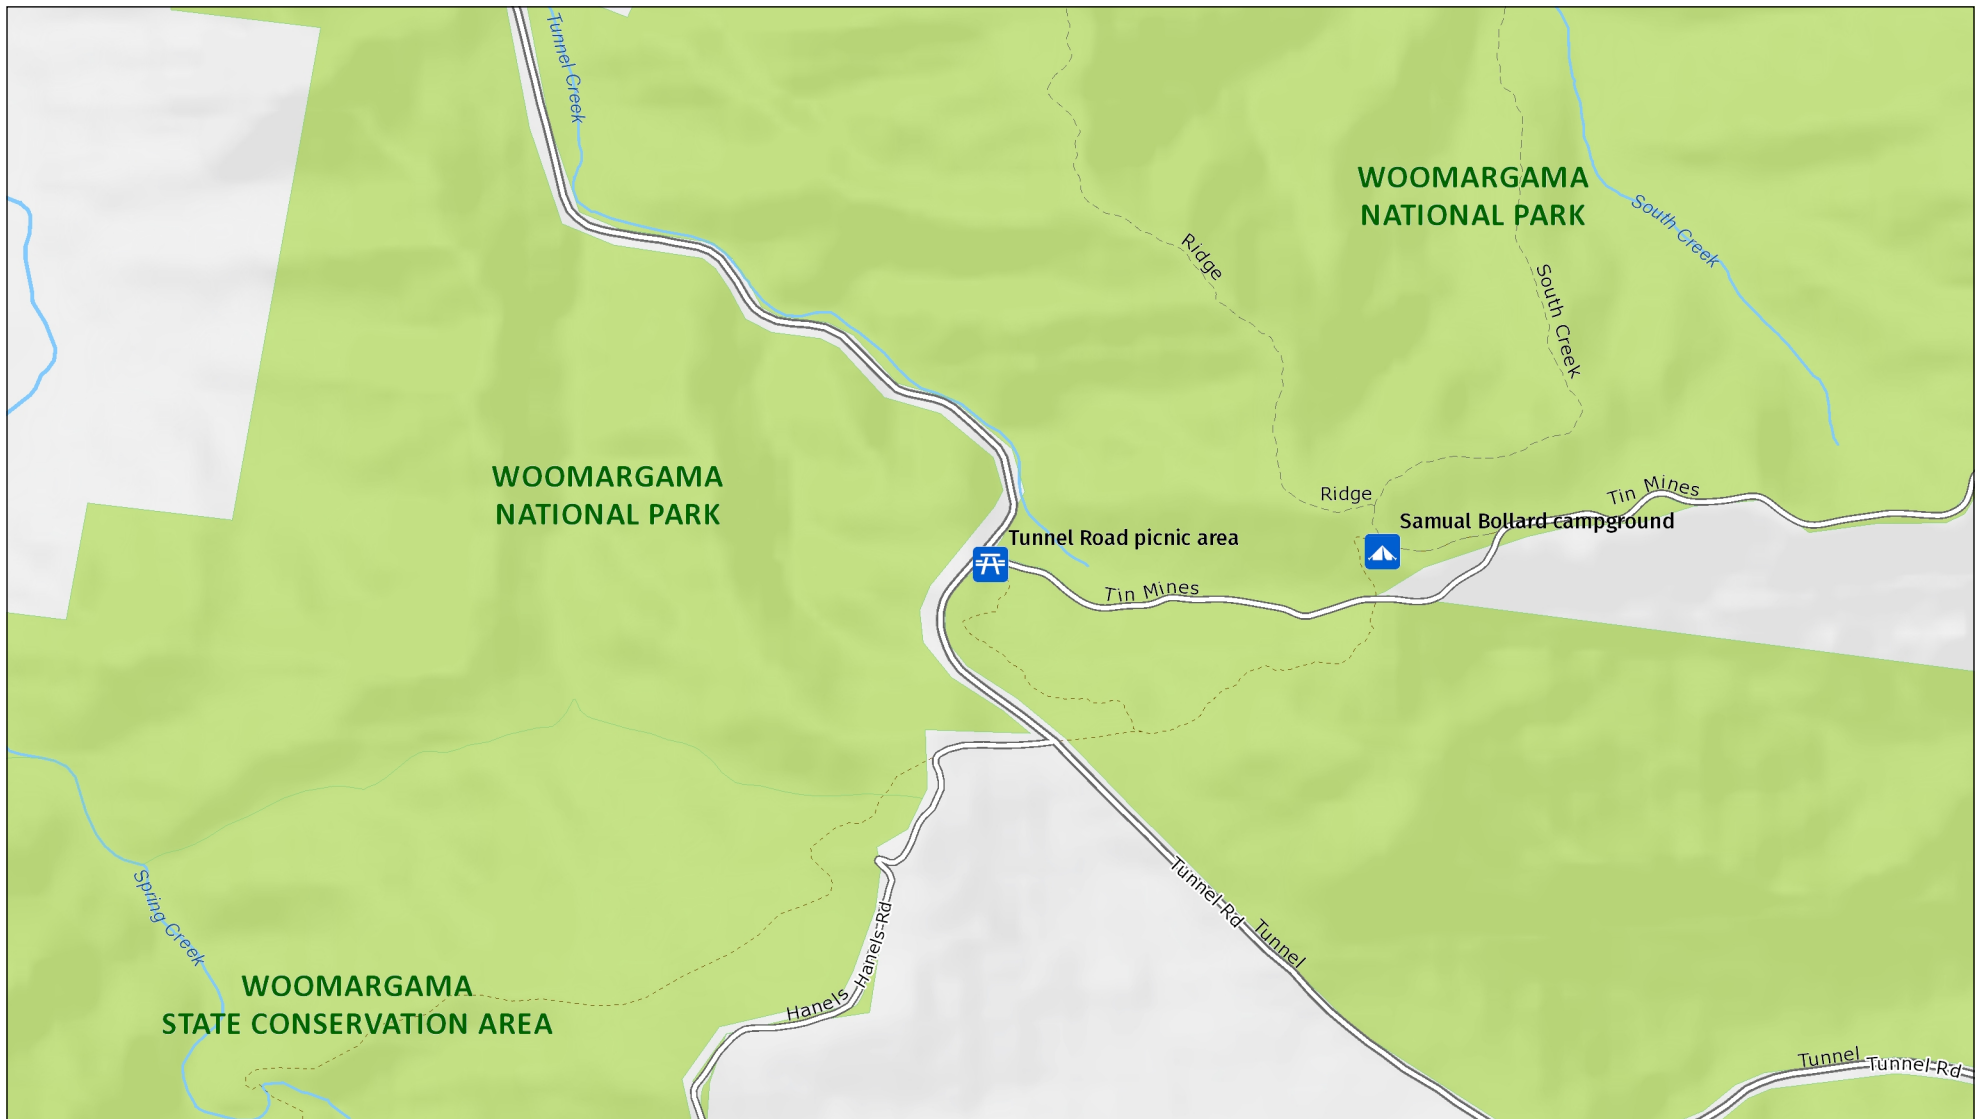 Tunnel Creek
WOOMARGAMA
NATIONAL PARK
South Creek
Ridge
South Creek
WOOMARGAMA
NATIONAL PARK
Ridge
Tin Mines
Samual Bollard campground
Tunnel Road picnic area
Tin Mines
Tunnel Rd
Tunnel
Spring Creek
Hanels Rd
Hanels
WOOMARGAMA
STATE CONSERVATION AREA
Tunnel
Tunnel Rd